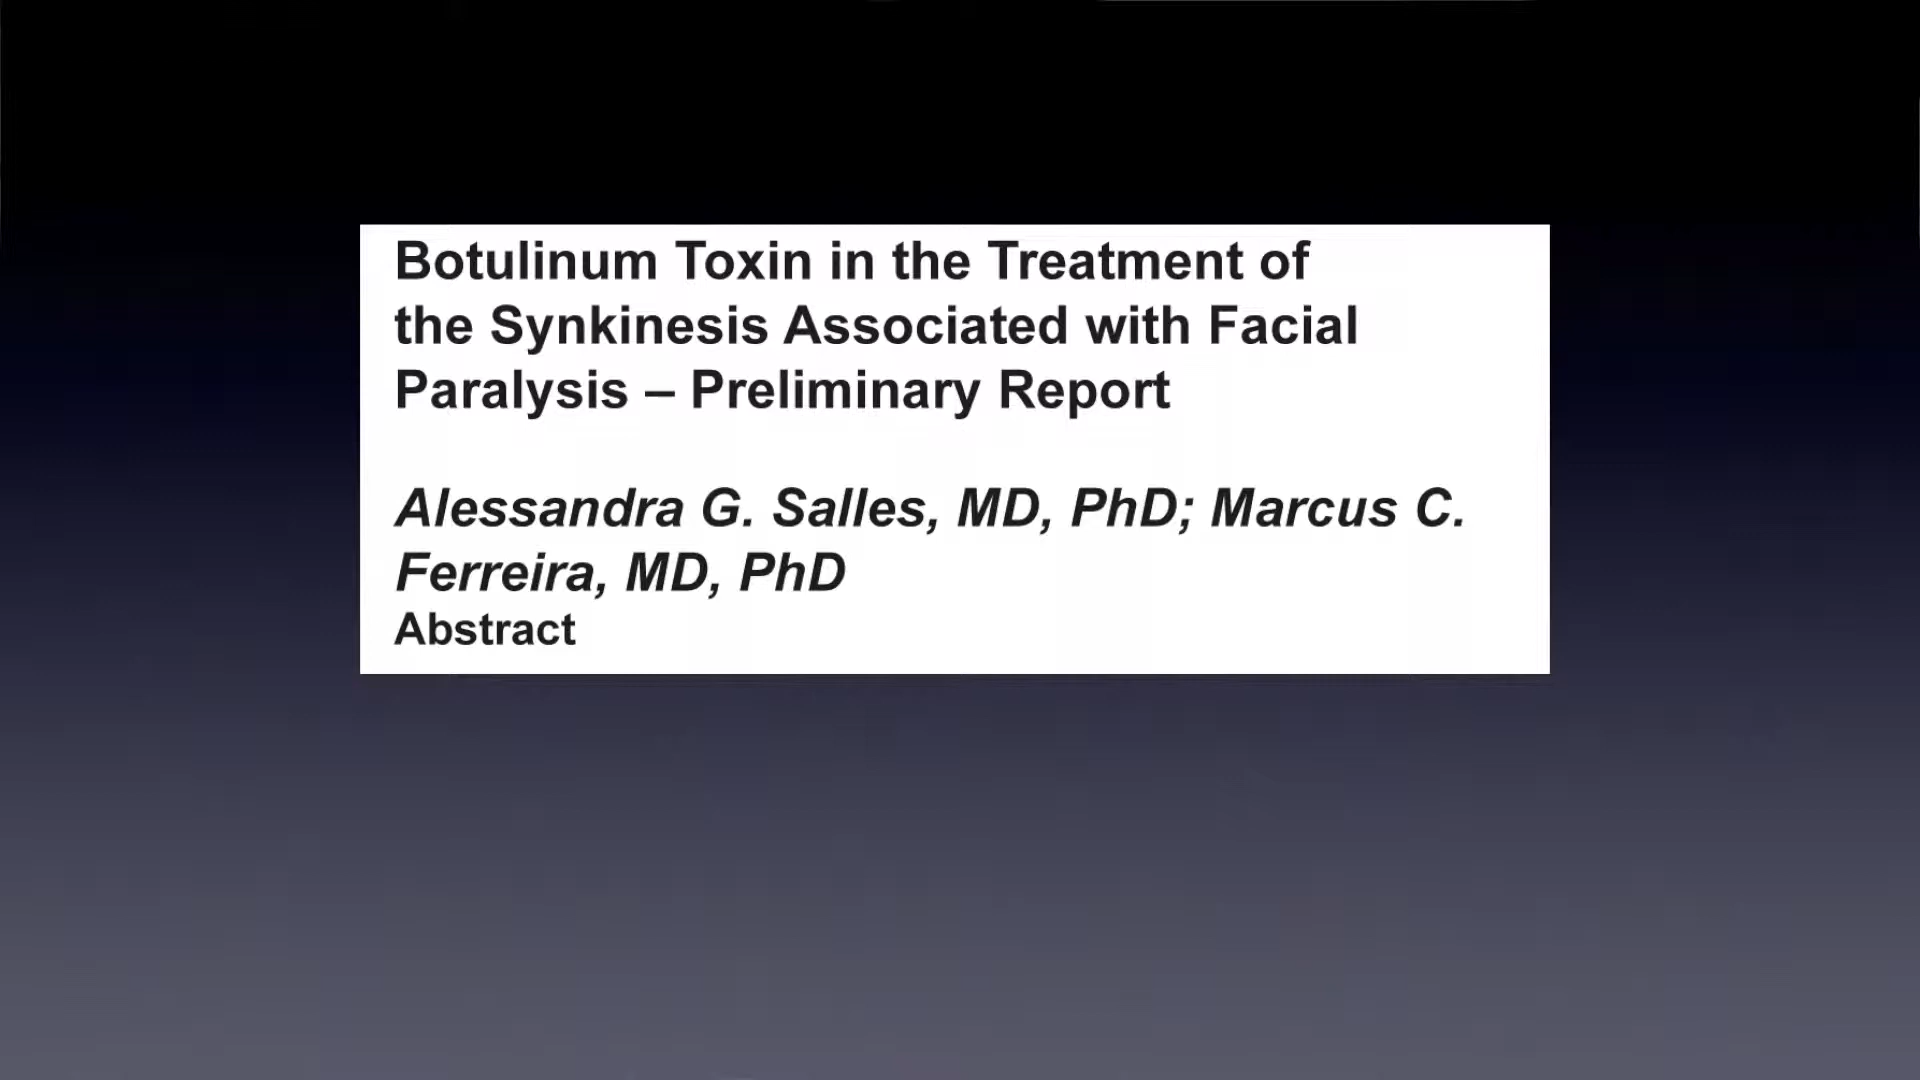 Botulinum Toxin in the Treatment of
the Synkinesis Associated with Facial
Paralysis – Preliminary Report
Alessandra G. Salles, MD, PhD; Marcus C.
Ferreira, MD, PhD
Abstract